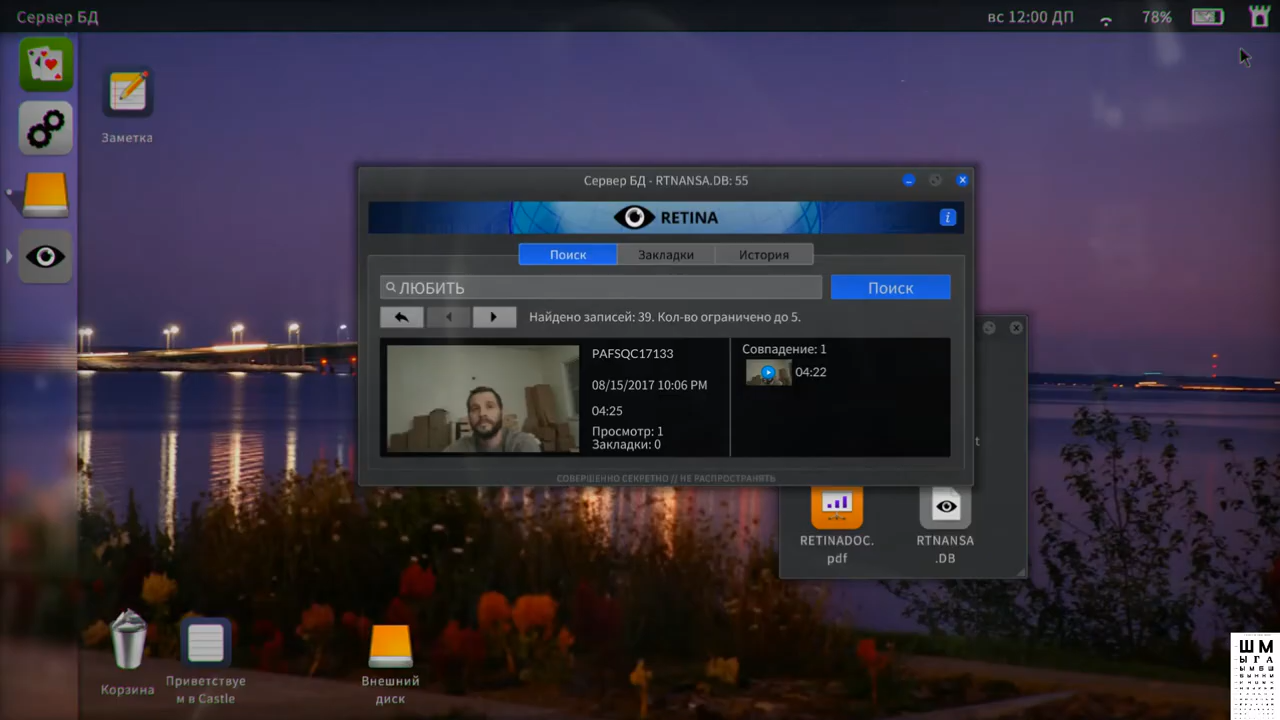 Сервер БД
вс 12:00 ДП
78%
Заметка
Сервер БД - RTNANSA.DB: 55
RETINA
i
Поиск
Закладки
История
ЛЮБИТЬ
Поиск
Найдено записей: 39. Кол-во ограничено до 5.
PAFSQC17133
08/15/2017 10:06 PM
04:25
Просмотр: 1
Закладки: 0
Совпадение: 1
04:22
СОВЕРШЕННО СЕКРЕТНО // НЕ РАСПРОСТРАНЯТЬ
t
RETINADOC.
pdf
RTNANSA
.DB
Корзина
Приветствуе
м в Castle
Внешний
диск
Ш М
Ы Г А